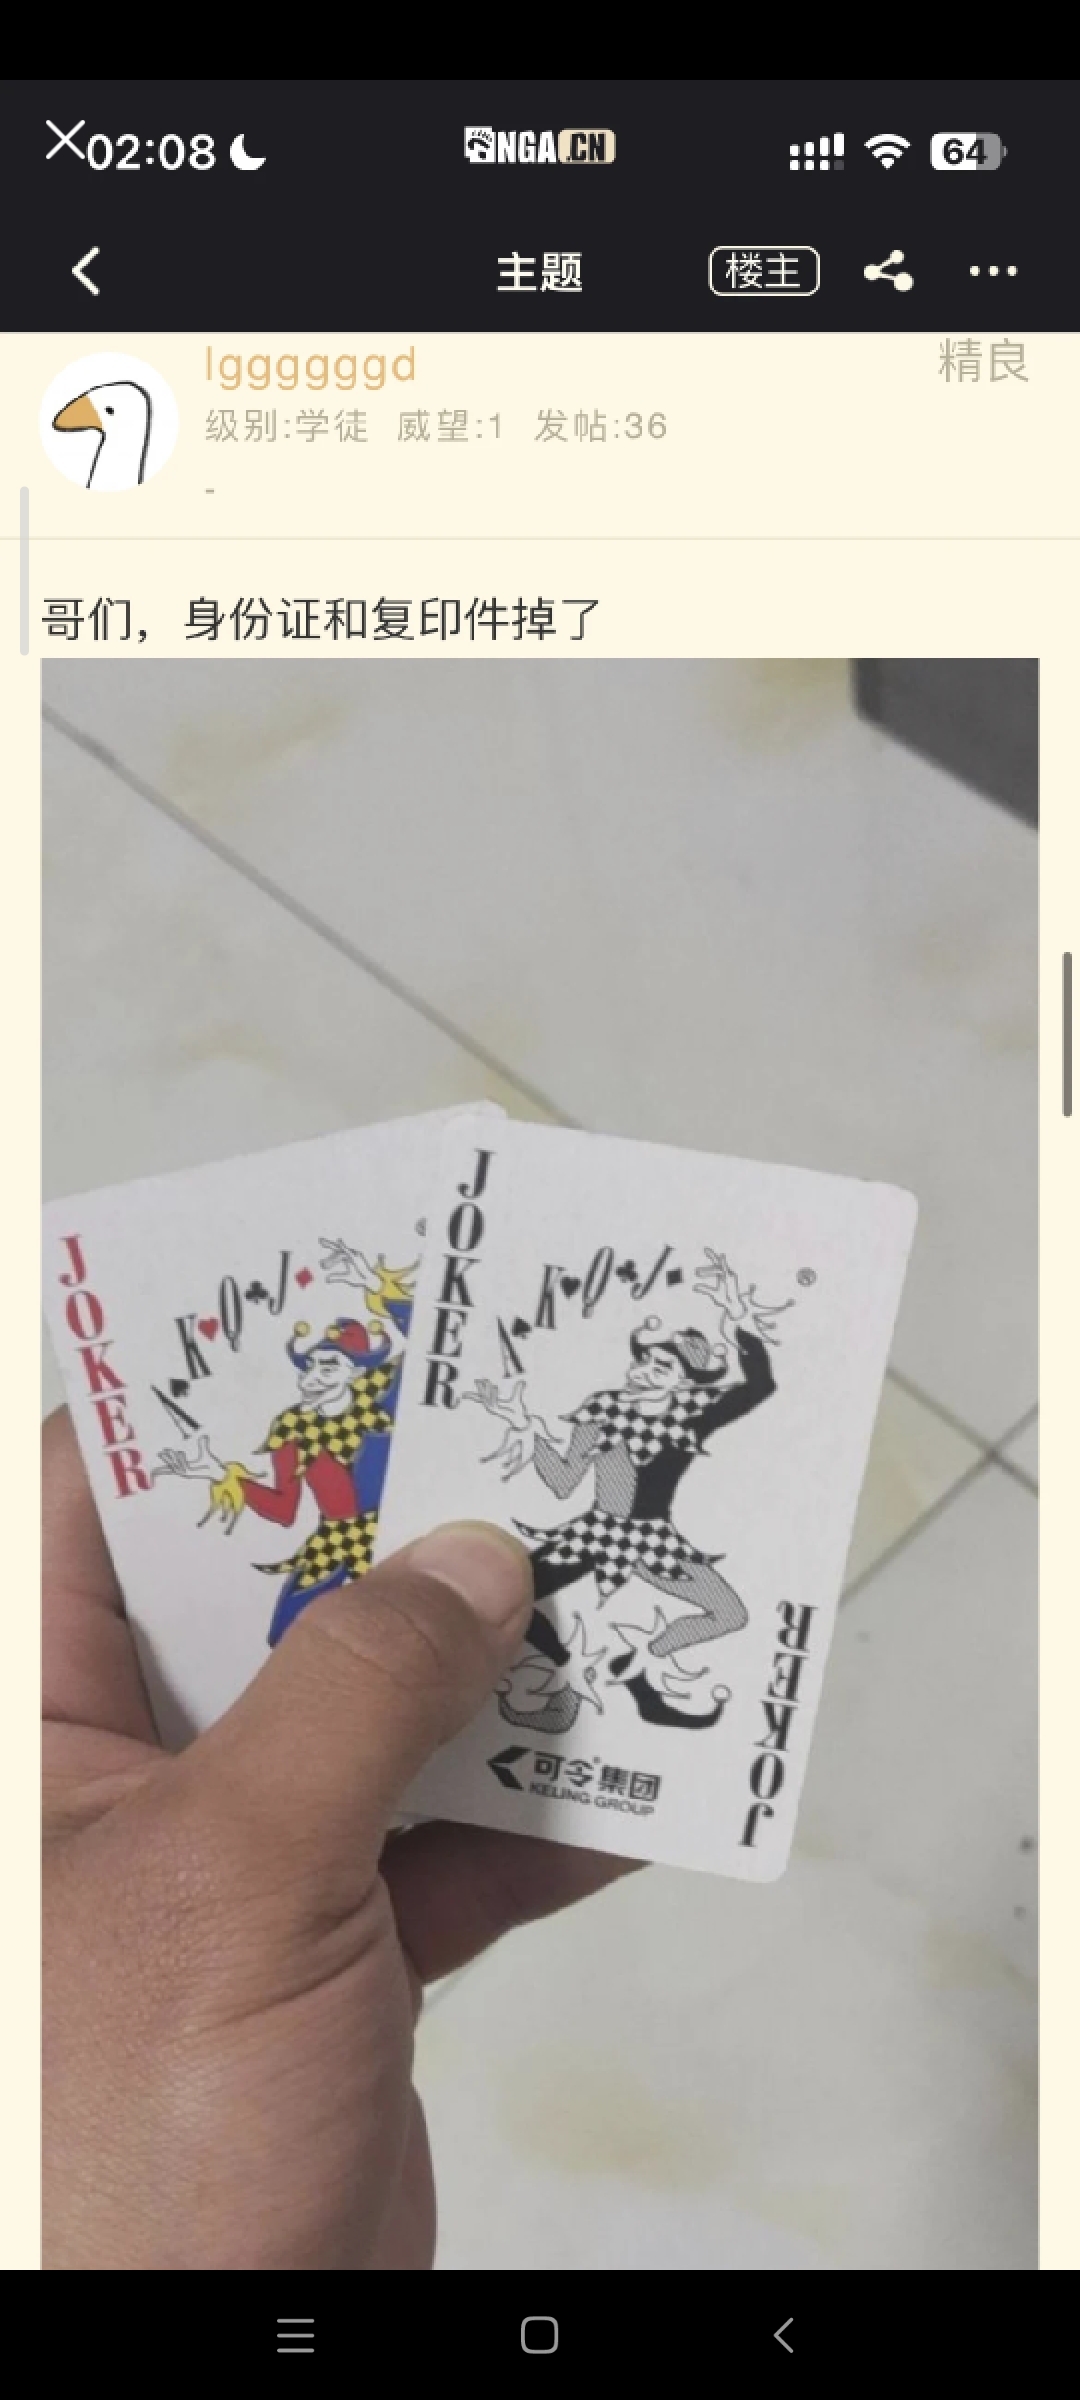 02:08
NGA.CN
64
主题
楼主
lggggggd
精良
级别:学徒 威望:1 发帖:36
-
哥们，身份证和复印件掉了
JOKER
A♠K♥Q♣J♦
JOKER
A♠K♥Q♣J♦
®
JOKER
可令集团
KELING GROUP